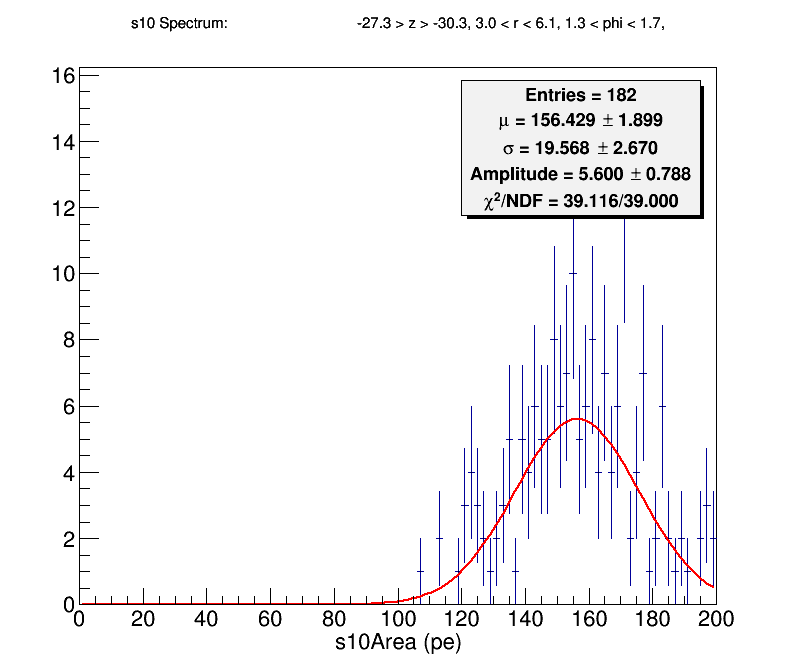 s10 Spectrum: -27.3 > z > -30.3, 3.0 < r < 6.1, 1.3 < phi < 1.7,
Entries = 182
μ = 156.429 ± 1.899
σ = 19.568 ± 2.670
Amplitude = 5.600 ± 0.788
χ²/NDF = 39.116/39.000
16
14
12
10
8
6
4
2
0
0 20 40 60 80 100 120 140 160 180 200
s10Area (pe)